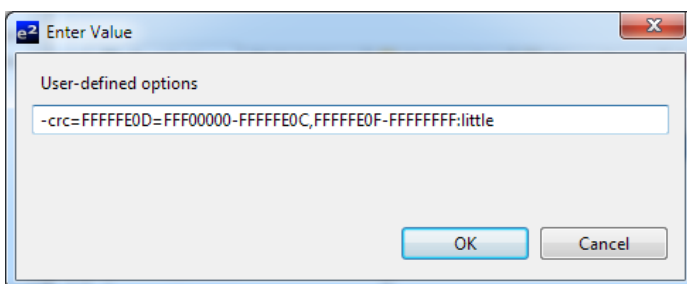 e² Enter Value
User-defined options
-crc=FFFFFE0D=FFF00000-FFFFFE0C,FFFFFE0F-FFFFFFFF:little
OK Cancel